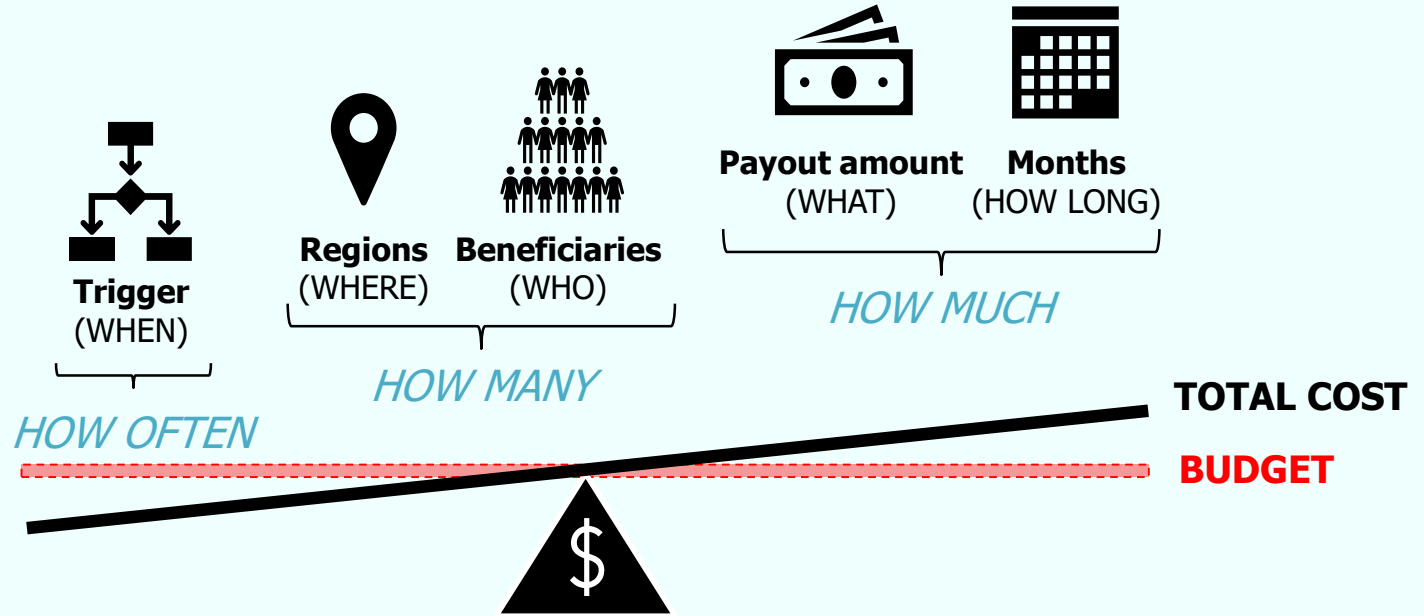 Trigger
(WHEN)
HOW OFTEN
Regions
(WHERE)
Beneficiaries
(WHO)
HOW MANY
Payout amount
(WHAT)
Months
(HOW LONG)
HOW MUCH
TOTAL COST
BUDGET
$